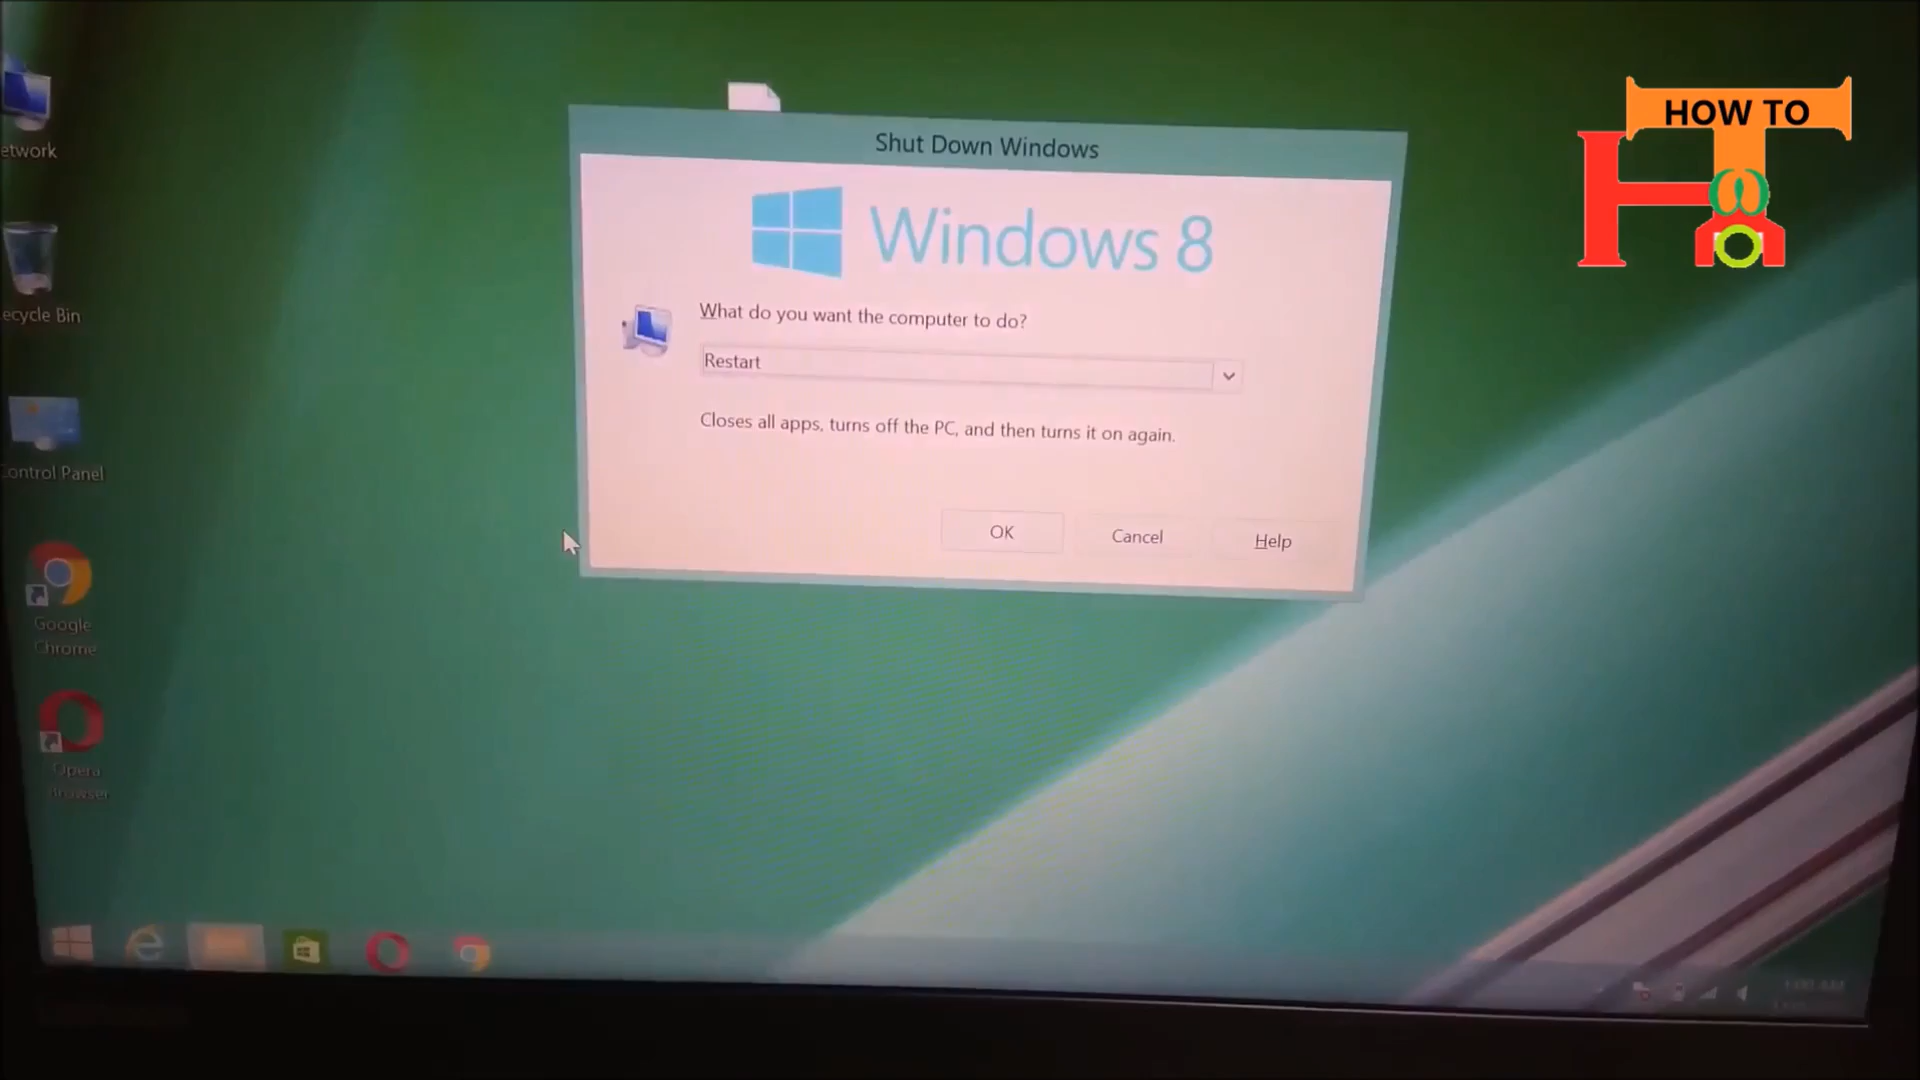 HOW TO
etwork
ecycle Bin
ontrol Panel
Google
Chrome
Opera
Browser
Shut Down Windows
Windows 8
What do you want the computer to do?
Restart
Closes all apps, turns off the PC, and then turns it on again.
OK
Cancel
Help